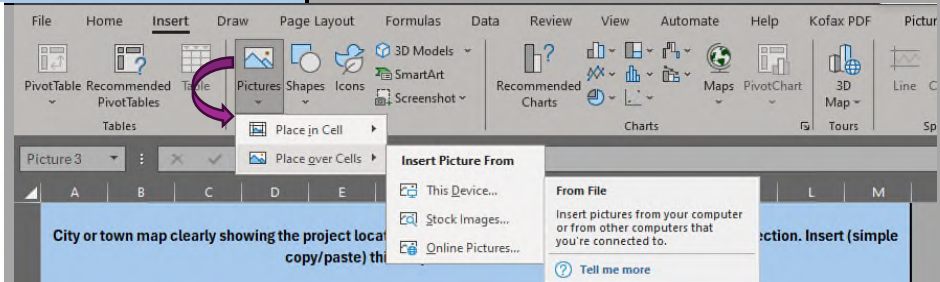 File Home Insert Draw Page Layout Formulas Data Review View Automate Help Kofax PDF Pictur
PivotTable Recommended PivotTables Table Pictures Shapes Icons 3D Models SmartArt Screenshot Recommended Charts Maps PivotChart 3D Map Line C
Tables Charts Tours Sp
Place in Cell
Picture 3 Place over Cells Insert Picture From
A B C D E L M
This Device...
From File
Stock Images...
Insert pictures from your computer
or from other computers that
you're connected to.
City or town map clearly showing the project locat ection. Insert (simple
Online Pictures...
copy/paste) thi
Tell me more